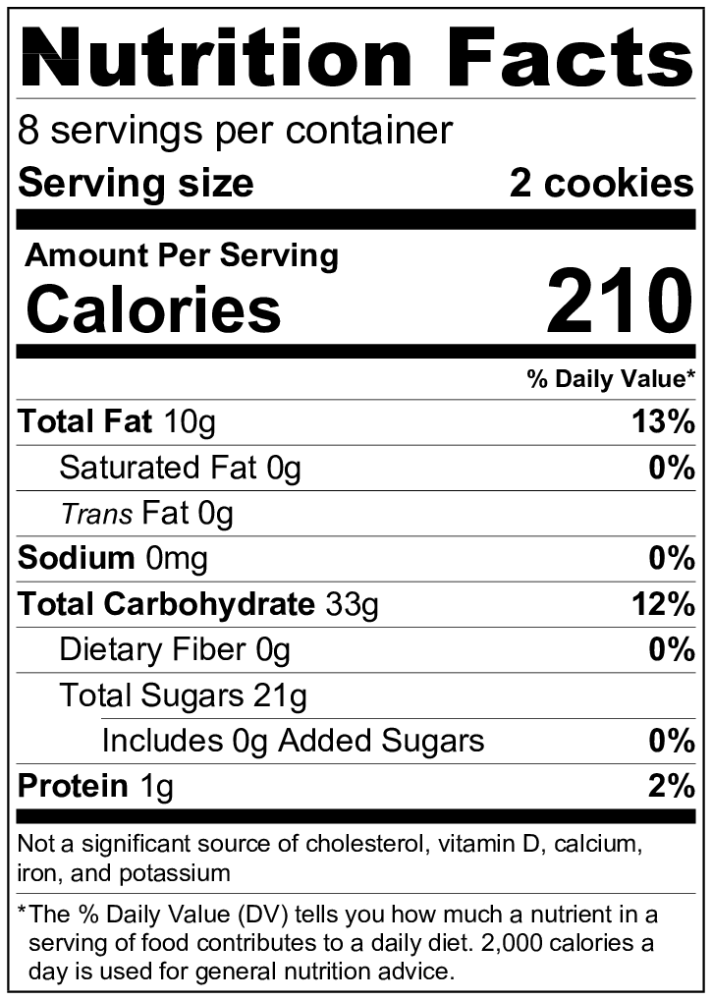 Nutrition Facts
8 servings per container
Serving size 2 cookies
Amount Per Serving
Calories 210
% Daily Value*
Total Fat 10g 13%
Saturated Fat 0g 0%
Trans Fat 0g
Sodium 0mg 0%
Total Carbohydrate 33g 12%
Dietary Fiber 0g 0%
Total Sugars 21g
Includes 0g Added Sugars 0%
Protein 1g 2%
Not a significant source of cholesterol, vitamin D, calcium,
iron, and potassium
*The % Daily Value (DV) tells you how much a nutrient in a
serving of food contributes to a daily diet. 2,000 calories a
day is used for general nutrition advice.